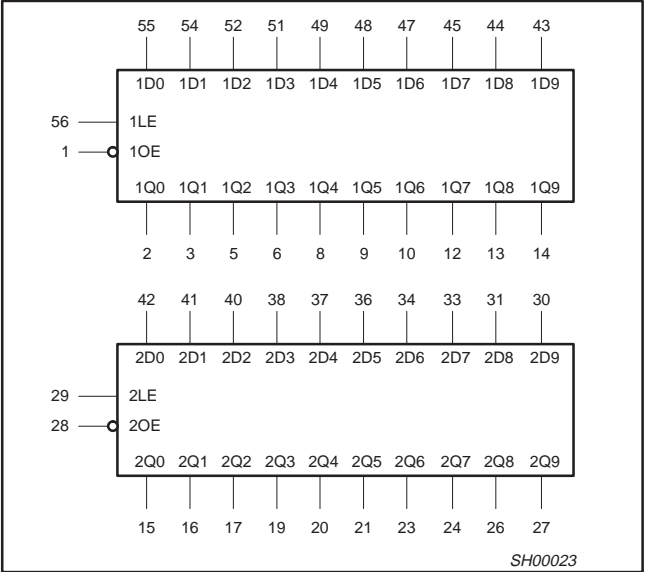 55 54 52 51 49 48 47 45 44 43
1D0 1D1 1D2 1D3 1D4 1D5 1D6 1D7 1D8 1D9
56 1LE
1 1OE
1Q0 1Q1 1Q2 1Q3 1Q4 1Q5 1Q6 1Q7 1Q8 1Q9
2 3 5 6 8 9 10 12 13 14
42 41 40 38 37 36 34 33 31 30
2D0 2D1 2D2 2D3 2D4 2D5 2D6 2D7 2D8 2D9
29 2LE
28 2OE
2Q0 2Q1 2Q2 2Q3 2Q4 2Q5 2Q6 2Q7 2Q8 2Q9
15 16 17 19 20 21 23 24 26 27
SH00023